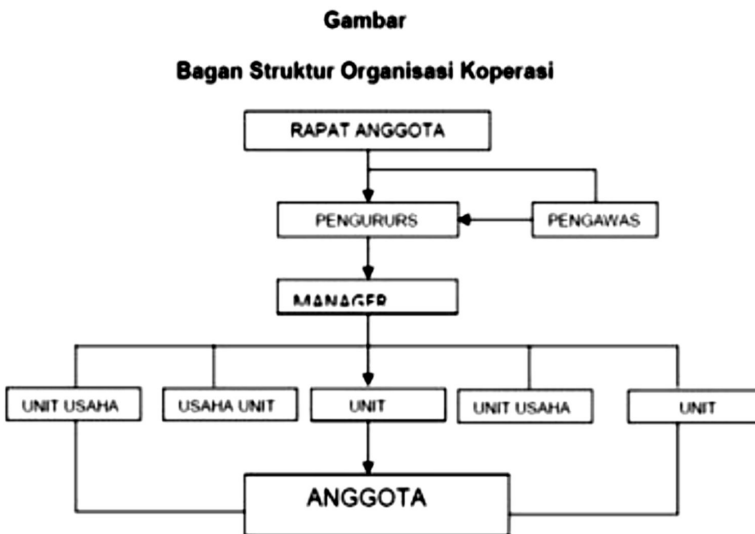 Gambar
Bagan Struktur Organisasi Koperasi
RAPAT ANGGOTA
PENGURURS
PENGAWAS
MANAGER
UNIT USAHA
USAHA UNIT
UNIT
UNIT USAHA
UNIT
ANGGOTA